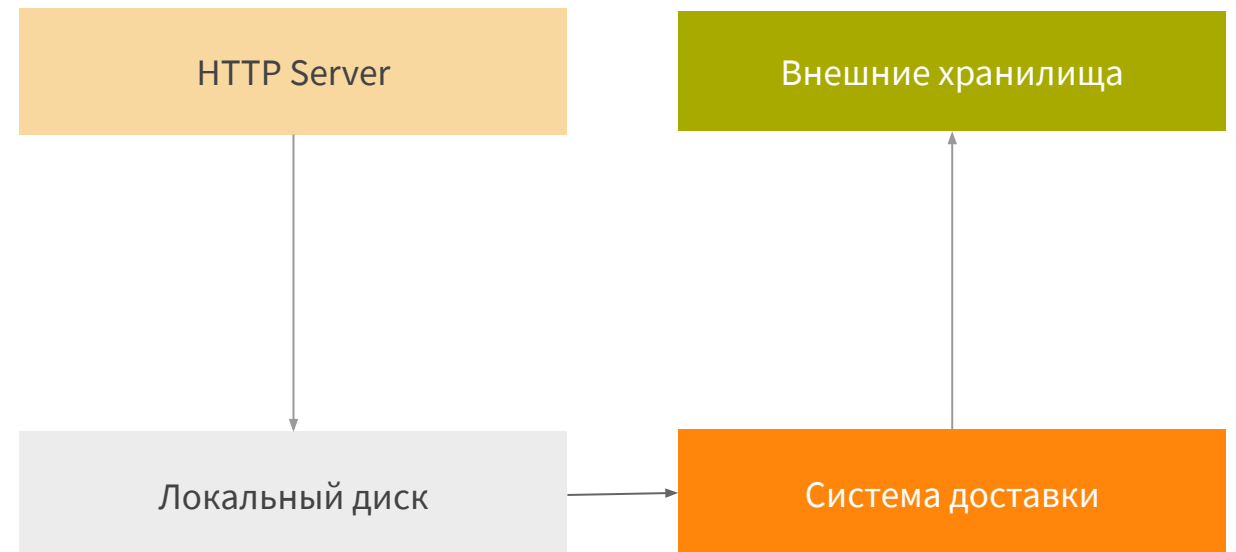 HTTP Server
Внешние хранилища
Локальный диск
Система доставки